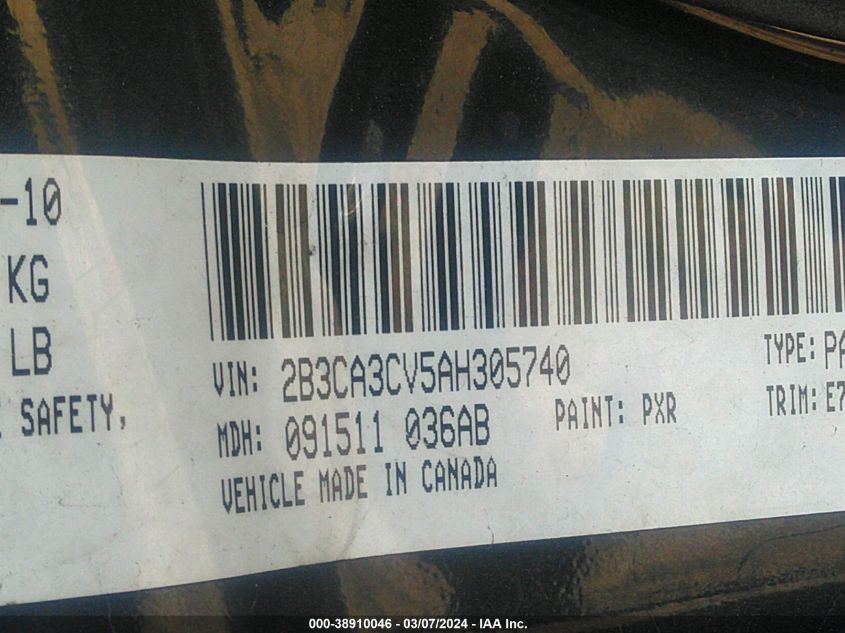 -10
KG
LB
SAFETY,
VIN: 2B3CA3CV5AH305740
TYPE: PA
MDH: 091511 036AB
PAINT: PXR
TRIM: E7
VEHICLE MADE IN CANADA
000-38910046 - 03/07/2024 - IAA Inc.